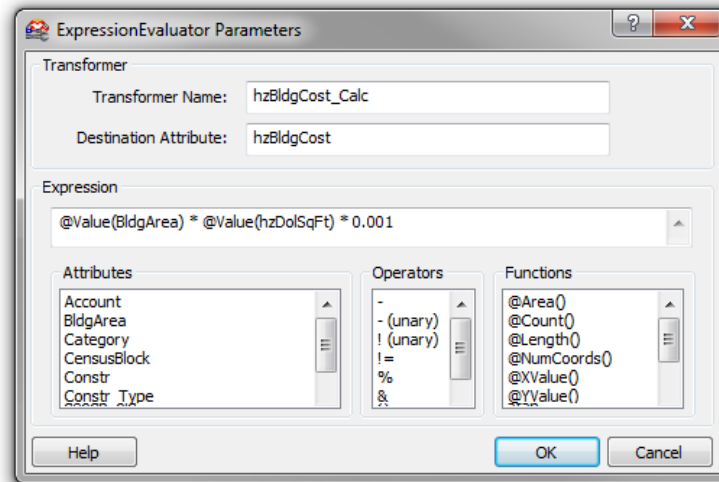 ExpressionEvaluator Parameters
Transformer
Transformer Name: hzBldgCost_Calc
Destination Attribute: hzBldgCost
Expression
@Value(BldgArea) * @Value(hzDolSqFt) * 0.001
Attributes Operators Functions
Account - @Area()
BldgArea - (unary) @Count()
Category ! (unary) @Length()
CensusBlock != @NumCoords()
Constr % @XValue()
Constr_Type & @YValue()
Help OK Cancel